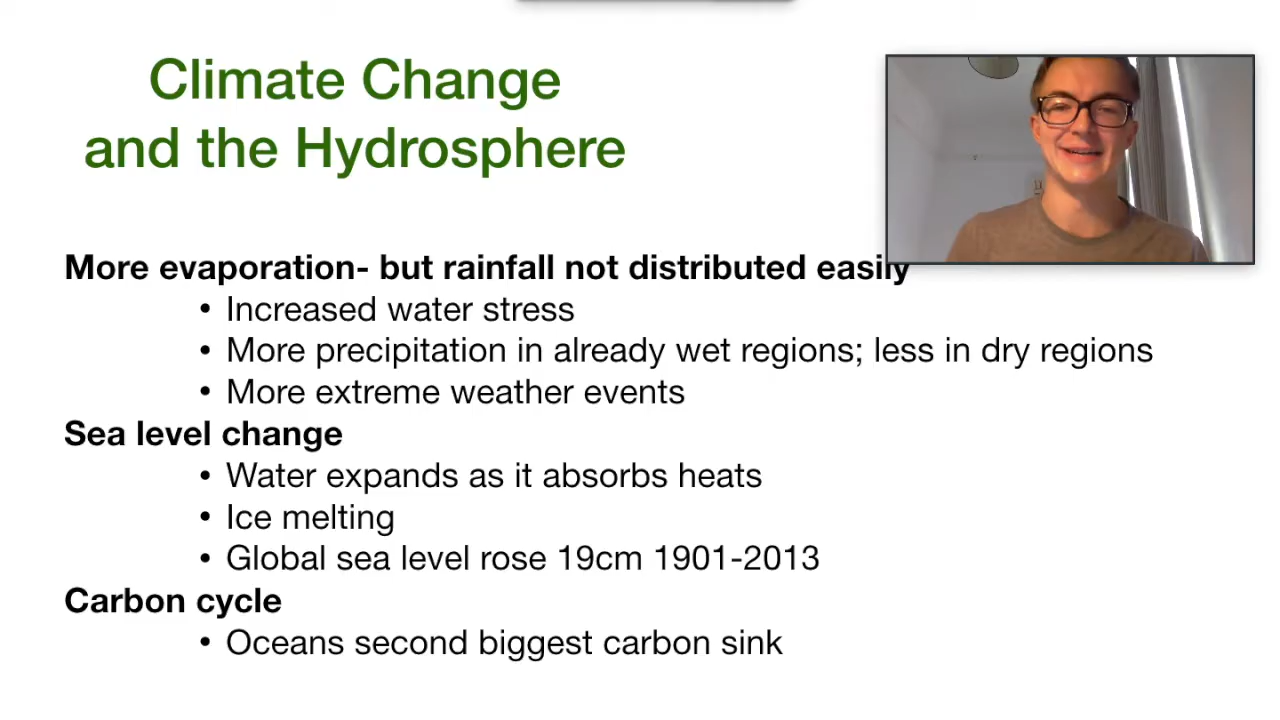 Climate Change
and the Hydrosphere
More evaporation- but rainfall not distributed easily
• Increased water stress
• More precipitation in already wet regions; less in dry regions
• More extreme weather events
Sea level change
• Water expands as it absorbs heats
• Ice melting
• Global sea level rose 19cm 1901-2013
Carbon cycle
• Oceans second biggest carbon sink